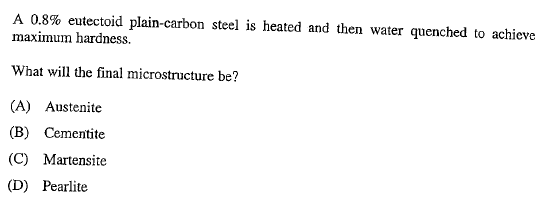 A 0.8% eutectoid plain-carbon steel is heated and then water quenched to achieve
maximum hardness.
What will the final microstructure be?
(A) Austenite
(B) Cementite
(C) Martensite
(D) Pearlite